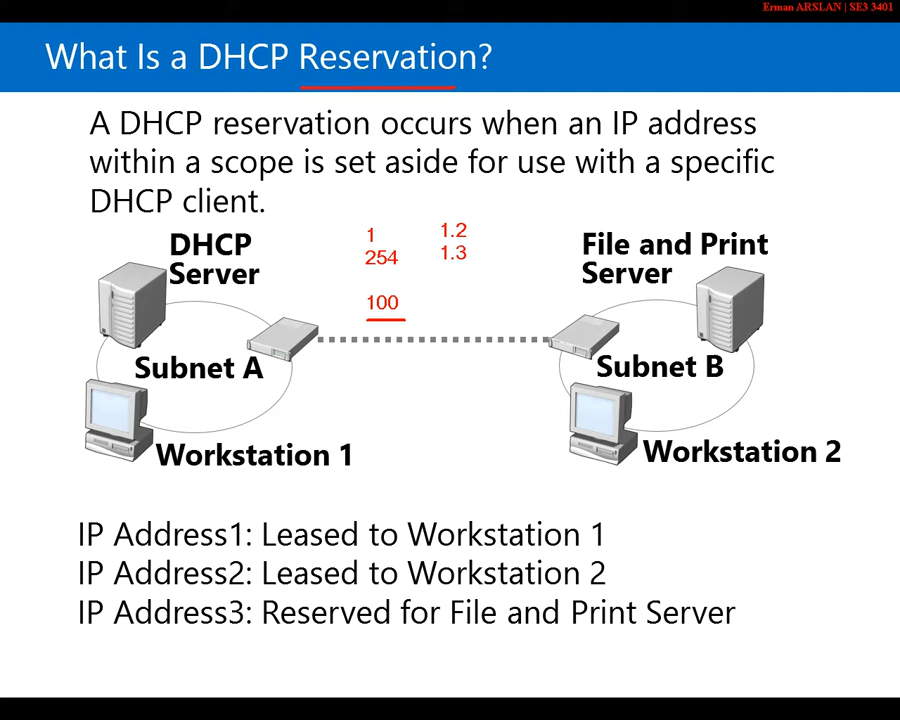 Erman ARSLAN | SE3 3401
What Is a DHCP Reservation?
A DHCP reservation occurs when an IP address
within a scope is set aside for use with a specific
DHCP client.
DHCP
Server
1
254
100
1.2
1.3
File and Print
Server
Subnet A
Subnet B
Workstation 1
Workstation 2
IP Address1: Leased to Workstation 1
IP Address2: Leased to Workstation 2
IP Address3: Reserved for File and Print Server